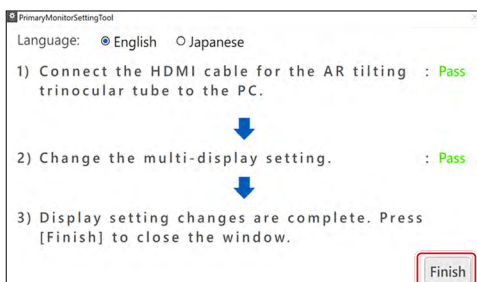 PrimaryMonitorSettingTool
Language: English Japanese
1) Connect the HDMI cable for the AR tilting : Pass
trinocular tube to the PC.
2) Change the multi-display setting. : Pass
3) Display setting changes are complete. Press
[Finish] to close the window.
Finish